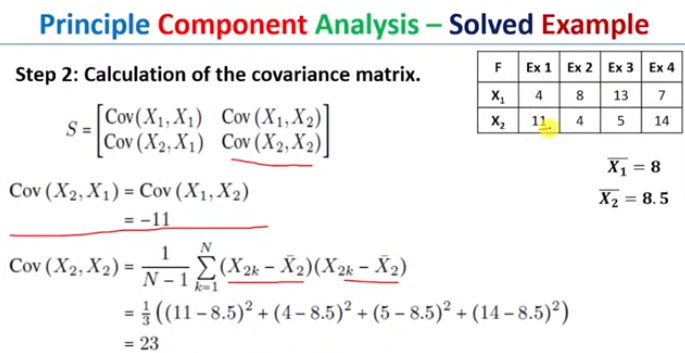 Principle Component Analysis – Solved Example
Step 2: Calculation of the covariance matrix.
F Ex 1 Ex 2 Ex 3 Ex 4
X₁ 4 8 13 7
X₂ 11 4 5 14
S = [Cov(X₁, X₁) Cov(X₁, X₂)
Cov(X₂, X₁) Cov(X₂, X₂)]
X̄₁ = 8
X̄₂ = 8.5
Cov(X₂, X₁) = Cov(X₁, X₂)
= −11
Cov(X₂, X₂) = 1/(N − 1) ∑ₖ₌₁ᴺ (X₂ₖ − X̄₂)(X₂ₖ − X̄₂)
= ⅓((11 − 8.5)² + (4 − 8.5)² + (5 − 8.5)² + (14 − 8.5)²)
= 23